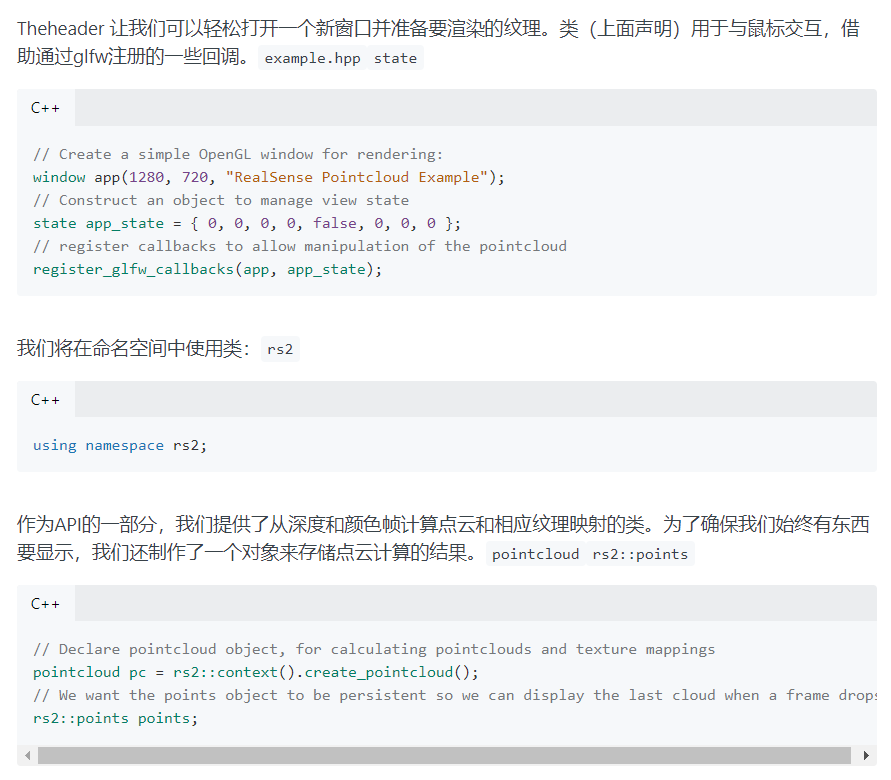 Theheader 让我们可以轻松打开一个新窗口并准备要渲染的纹理。类（上面声明）用于与鼠标交互，借
助通过glfw注册的一些回调。 example.hpp state
C++
// Create a simple OpenGL window for rendering:
window app(1280, 720, "RealSense Pointcloud Example");
// Construct an object to manage view state
state app_state = { 0, 0, 0, 0, false, 0, 0, 0 };
// register callbacks to allow manipulation of the pointcloud
register_glfw_callbacks(app, app_state);
我们将在命名空间中使用类： rs2
C++
using namespace rs2;
作为API的一部分，我们提供了从深度和颜色帧计算点云和相应纹理映射的类。为了确保我们始终有东西
要显示，我们还制作了一个对象来存储点云计算的结果。 pointcloud rs2::points
C++
// Declare pointcloud object, for calculating pointclouds and texture mappings
pointcloud pc = rs2::context().create_pointcloud();
// We want the points object to be persistent so we can display the last cloud when a frame drops
rs2::points points;